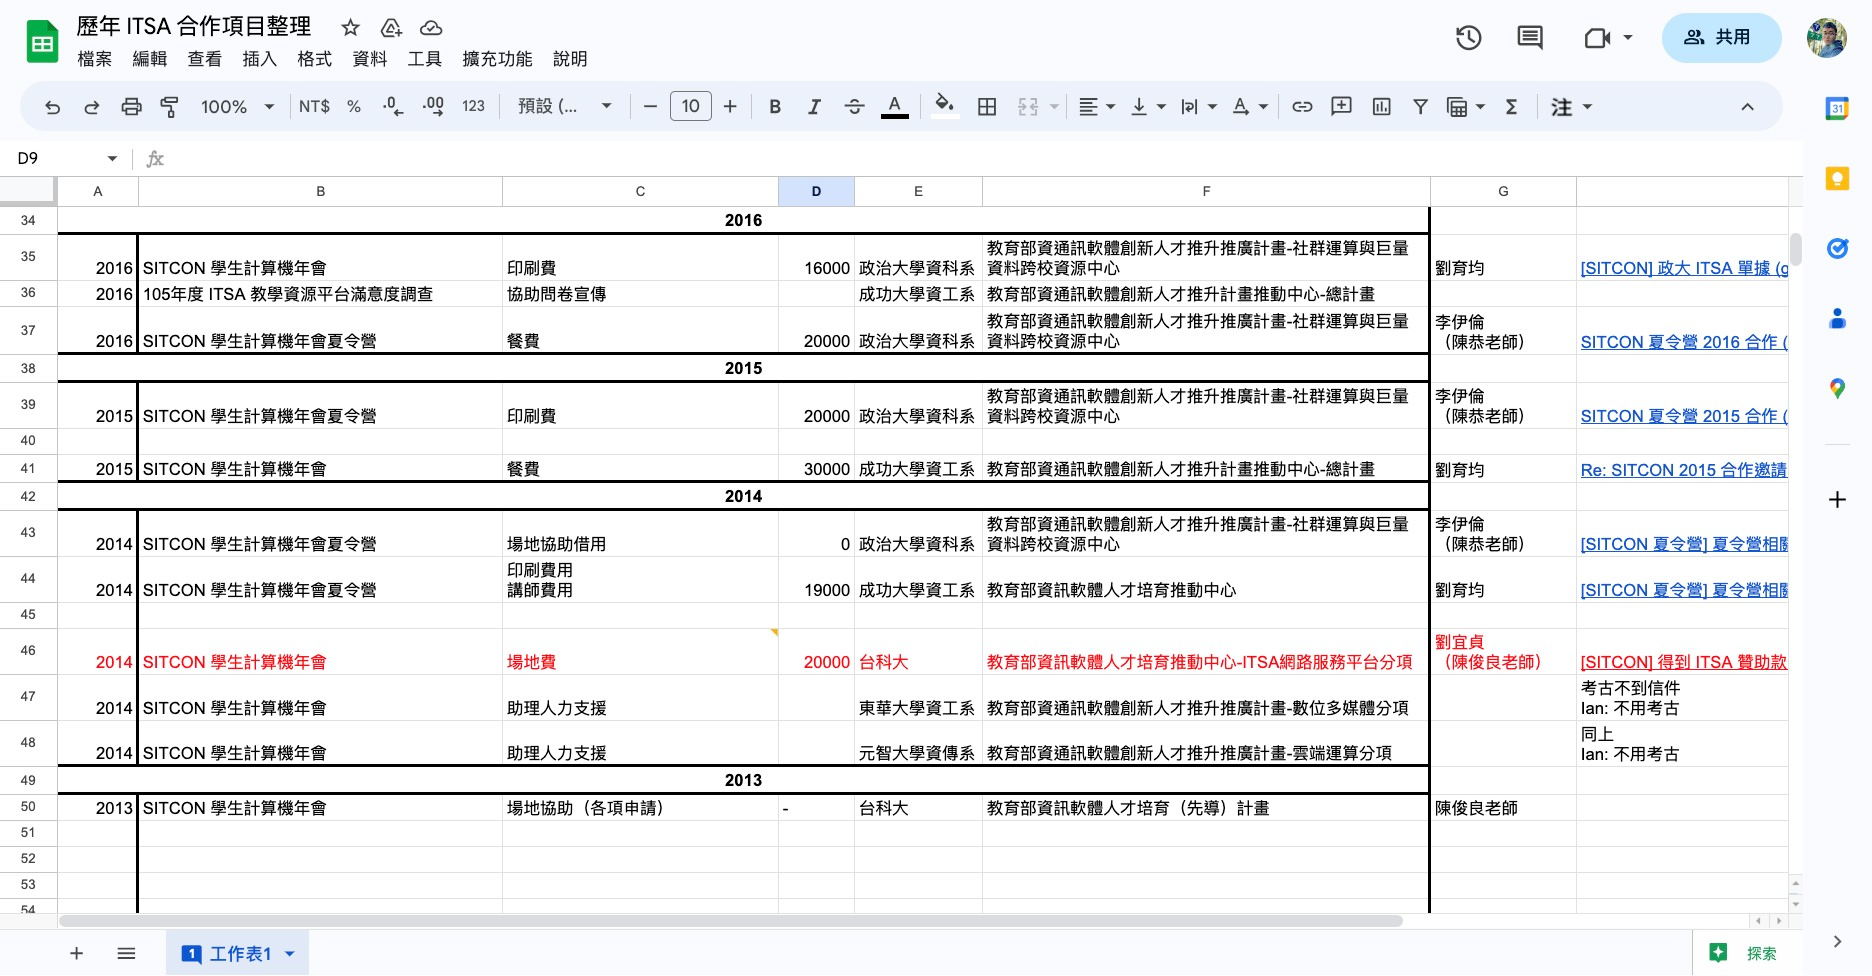 歷年 ITSA 合作項目整理
檔案 編輯 查看 插入 格式 資料 工具 擴充功能 說明
共用
100% NT$ % .0 .00 123 預設 (... 10 B I A 注
31
D9 fx
A B C D E F G
34 2016
35 2016 SITCON 學生計算機年會 印刷費 16000 政治大學資科系 教育部資通訊軟體創新人才推升推廣計畫-社群運算與巨量
資料跨校資源中心 劉育均 [SITCON] 政大 ITSA 單據 (g
36 2016 105年度 ITSA 教學資源平台滿意度調查 協助問卷宣傳 成功大學資工系 教育部資通訊軟體創新人才推升計畫推動中心-總計畫
37 2016 SITCON 學生計算機年會夏令營 餐費 20000 政治大學資科系 教育部資通訊軟體創新人才推升推廣計畫-社群運算與巨量
資料跨校資源中心 李伊倫
（陳恭老師） SITCON 夏令營 2016 合作 (
38 2015
39 2015 SITCON 學生計算機年會夏令營 印刷費 20000 政治大學資科系 教育部資通訊軟體創新人才推升推廣計畫-社群運算與巨量
資料跨校資源中心 李伊倫
（陳恭老師） SITCON 夏令營 2015 合作 (
40
41 2015 SITCON 學生計算機年會 餐費 30000 成功大學資工系 教育部資通訊軟體創新人才推升計畫推動中心-總計畫 劉育均 Re: SITCON 2015 合作邀請
42 2014
43 2014 SITCON 學生計算機年會夏令營 場地協助借用 0 政治大學資科系 教育部資通訊軟體創新人才推升推廣計畫-社群運算與巨量
資料跨校資源中心 李伊倫
（陳恭老師） [SITCON 夏令營] 夏令營相關
44 2014 SITCON 學生計算機年會夏令營 印刷費用
講師費用 19000 成功大學資工系 教育部資訊軟體人才培育推動中心 劉育均 [SITCON 夏令營] 夏令營相關
45
46 2014 SITCON 學生計算機年會 場地費 20000 台科大 教育部資訊軟體人才培育推動中心-ITSA網路服務平台分項 劉宜貞
（陳俊良老師） [SITCON] 得到 ITSA 贊助款
47 2014 SITCON 學生計算機年會 助理人力支援 東華大學資工系 教育部資通訊軟體創新人才推升推廣計畫-數位多媒體分項 考古不到信件
Ian: 不用考古
48 2014 SITCON 學生計算機年會 助理人力支援 元智大學資傳系 教育部資通訊軟體創新人才推升推廣計畫-雲端運算分項 同上
Ian: 不用考古
49 2013
50 2013 SITCON 學生計算機年會 場地協助（各項申請） - 台科大 教育部資訊軟體人才培育（先導）計畫 陳俊良老師
51
52
53
54
1 工作表1 探索